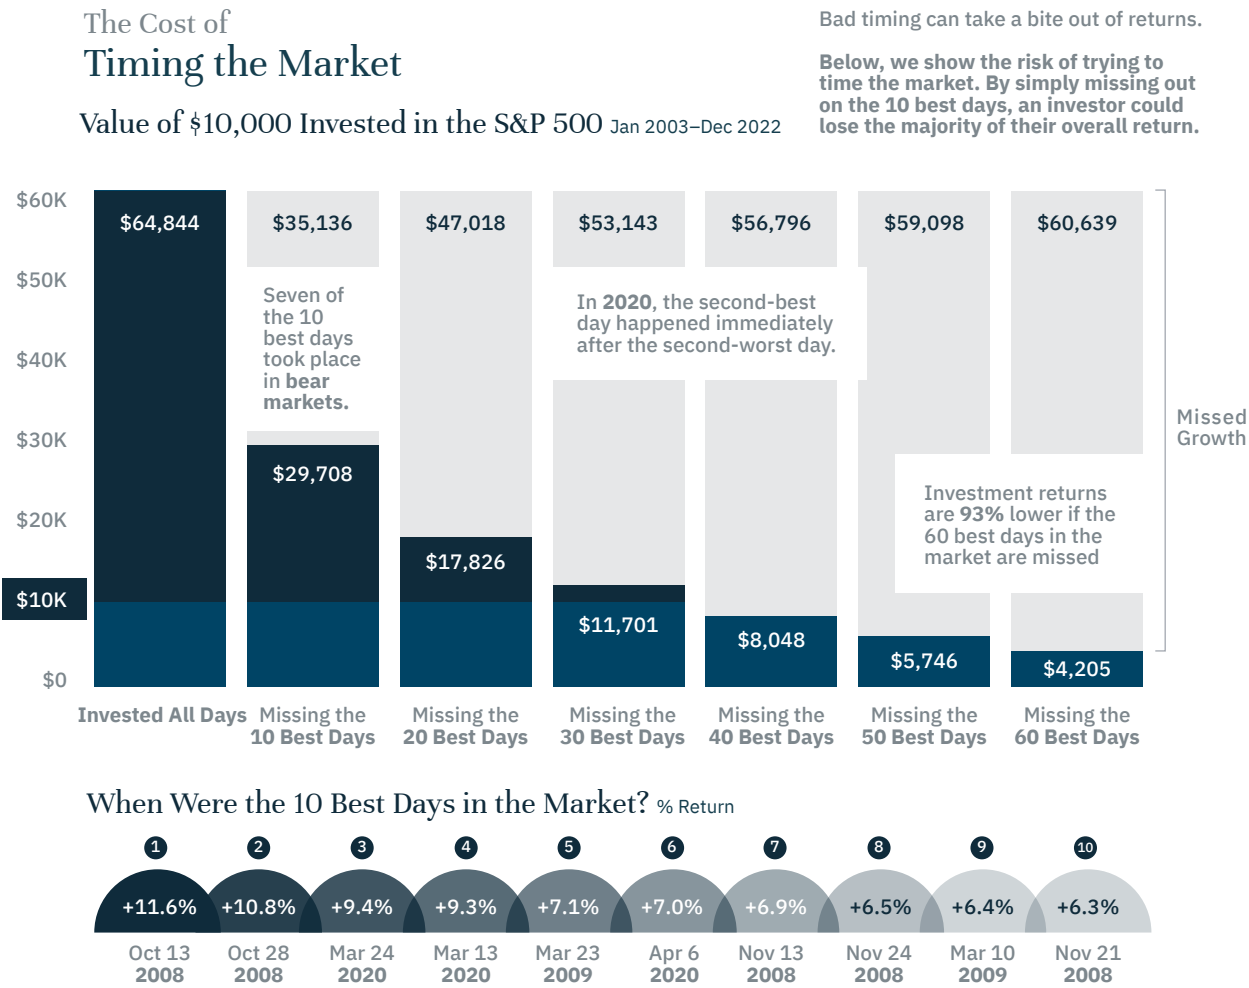 The Cost of
Timing the Market
Value of $10,000 Invested in the S&P 500 Jan 2003–Dec 2022
Bad timing can take a bite out of returns.
Below, we show the risk of trying to
time the market. By simply missing out
on the 10 best days, an investor could
lose the majority of their overall return.
$60K
$50K
$40K
$30K
$20K
$10K
$0
$64,844
$35,136
$47,018
$53,143
$56,796
$59,098
$60,639
Seven of
the 10
best days
took place
in bear
markets.
In 2020, the second-best
day happened immediately
after the second-worst day.
Missed
Growth
Investment returns
are 93% lower if the
60 best days in the
market are missed
$29,708
$17,826
$11,701
$8,048
$5,746
$4,205
Invested All Days
Missing the
10 Best Days
Missing the
20 Best Days
Missing the
30 Best Days
Missing the
40 Best Days
Missing the
50 Best Days
Missing the
60 Best Days
When Were the 10 Best Days in the Market? % Return
1 2 3 4 5 6 7 8 9 10
+11.6% +10.8% +9.4% +9.3% +7.1% +7.0% +6.9% +6.5% +6.4% +6.3%
Oct 13 Oct 28 Mar 24 Mar 13 Mar 23 Apr 6 Nov 13 Nov 24 Mar 10 Nov 21
2008 2008 2020 2020 2009 2020 2008 2008 2009 2008